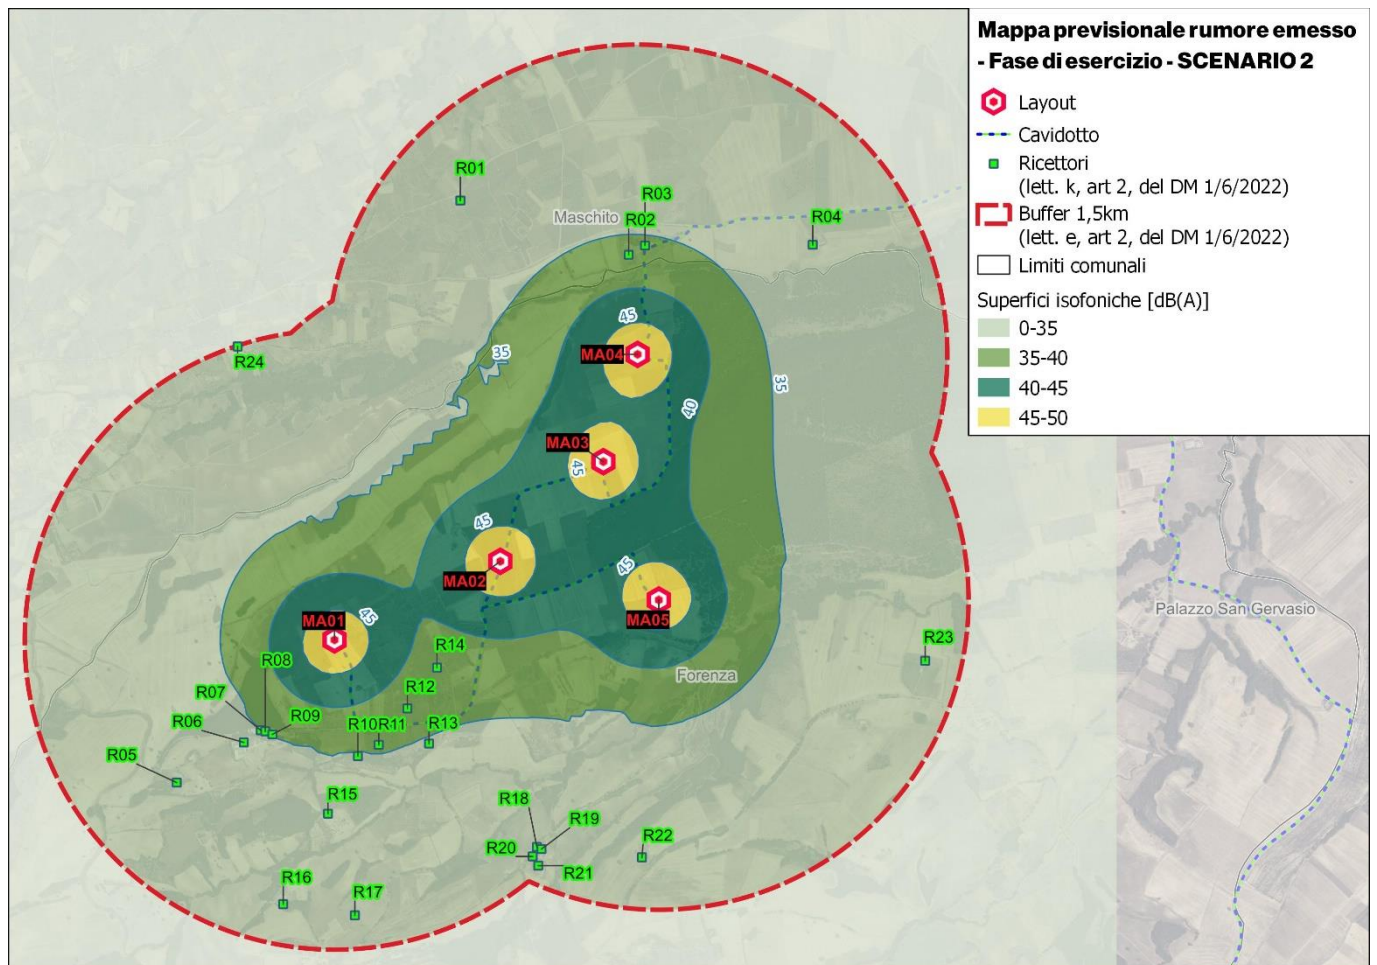 Mappa previsionale rumore emesso
- Fase di esercizio - SCENARIO 2
Layout
Cavidotto
Ricettori
(lett. k, art 2, del DM 1/6/2022)
Buffer 1,5km
(lett. e, art 2, del DM 1/6/2022)
Limiti comunali
Superfici isofoniche [dB(A)]
0-35
35-40
40-45
45-50
R01
R03
Maschito
R02
R04
45
MA04
R24
35
35
40
MA03
45
45
MA02
45
MA05
45
MA01
Palazzo San Gervasio
R23
R14
R08
Forenza
R07
R12
R09
R06
R10
R11
R13
R05
R15
R18
R19
R22
R20
R21
R16
R17